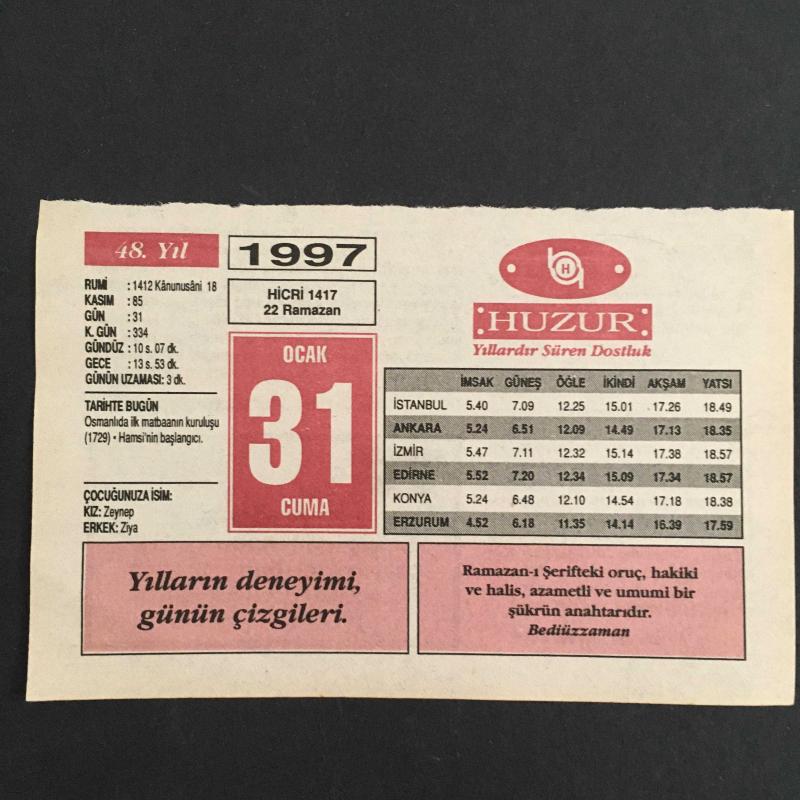 48. Yıl
1997
RUMİ : 1412 Kânunusâni 18
KASIM : 85
GÜN : 31
K. GÜN : 334
GÜNDÜZ : 10 s. 07 dk.
GECE : 13 s. 53 dk.
GÜNÜN UZAMASI: 3 dk.
TARİHTE BUGÜN
Osmanlıda ilk matbaanın kuruluşu
(1729) • Hamsi'nin başlangıcı.
ÇOCUĞUNUZA İSİM:
KIZ: Zeynep
ERKEK: Ziya
HİCRİ 1417
22 Ramazan
OCAK
31
CUMA
H
HUZUR
Yıllardır Süren Dostluk
İMSAK GÜNEŞ ÖĞLE İKİNDİ AKŞAM YATSI
İSTANBUL 5.40 7.09 12.25 15.01 17.26 18.49
ANKARA 5.24 6.51 12.09 14.49 17.13 18.35
İZMİR 5.47 7.11 12.32 15.14 17.38 18.57
EDİRNE 5.52 7.20 12.34 15.09 17.34 18.57
KONYA 5.24 6.48 12.10 14.54 17.18 18.38
ERZURUM 4.52 6.18 11.35 14.14 16.39 17.59
Yılların deneyimi,
günün çizgileri.
Ramazan-ı Şerifteki oruç, hakiki
ve halis, azametli ve umumi bir
şükrün anahtarıdır.
Bediüzzaman